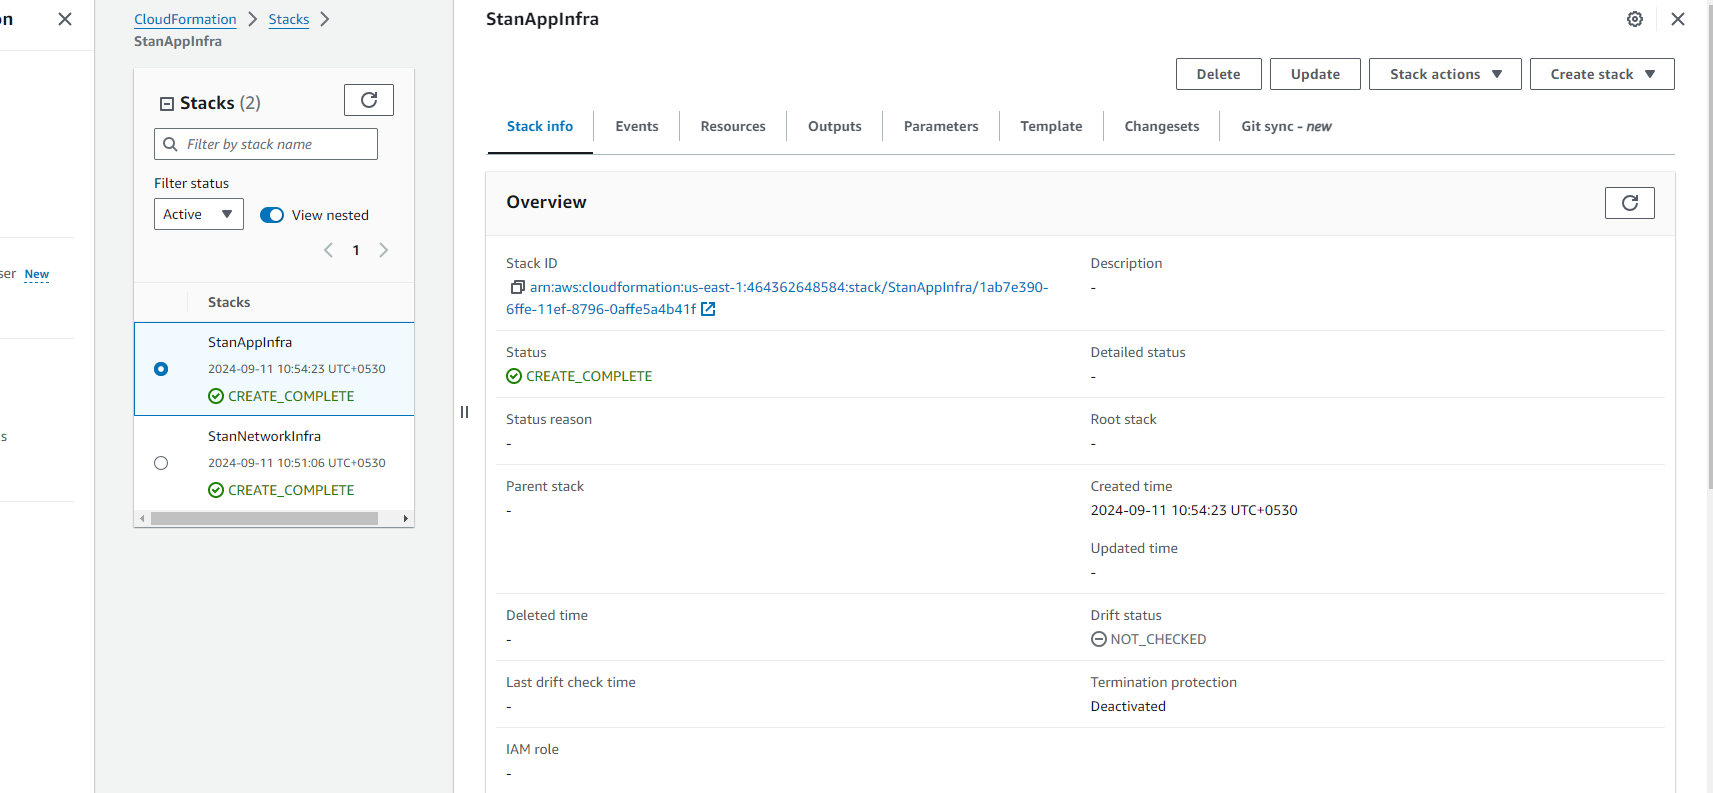 on
ser New
s
CloudFormation
Stacks
StanAppInfra
Stacks (2)
Filter by stack name
Filter status
Active
View nested
1
Stacks
StanAppInfra
2024-09-11 10:54:23 UTC+0530
CREATE_COMPLETE
StanNetworkInfra
2024-09-11 10:51:06 UTC+0530
CREATE_COMPLETE
StanAppInfra
Delete Update Stack actions Create stack
Stack info Events Resources Outputs Parameters Template Changesets Git sync - new
Overview
Stack ID
arn:aws:cloudformation:us-east-1:464362648584:stack/StanAppInfra/1ab7e390-
6ffe-11ef-8796-0affe5a4b41f
Description
-
Status
CREATE_COMPLETE
Detailed status
-
Status reason
-
Root stack
-
Parent stack
-
Created time
2024-09-11 10:54:23 UTC+0530
Updated time
-
Deleted time
-
Drift status
NOT_CHECKED
Last drift check time
-
Termination protection
Deactivated
IAM role
-